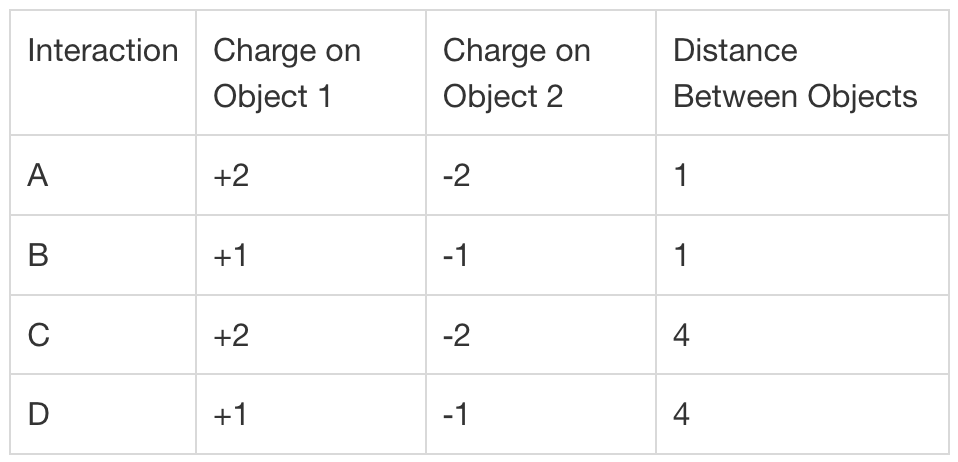 Interaction
Charge on
Object 1
Charge on
Object 2
Distance
Between Objects
A
+2
-2
1
B
+1
-1
1
C
+2
-2
4
D
+1
-1
4